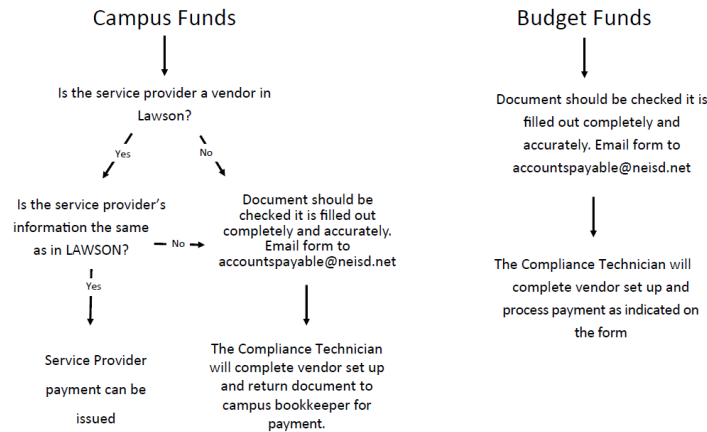 Campus Funds
Is the service provider a vendor in
Lawson?
Yes
No
Is the service provider's
information the same
as in LAWSON?
No
Document should be
checked it is filled out
completely and accurately.
Email form to
accountspayable@neisd.net
Yes
Service Provider
payment can be
issued
The Compliance Technician
will complete vendor set up
and return document to
campus bookkeeper for
payment.
Budget Funds
Document should be checked it is
filled out completely and
accurately. Email form to
accountspayable@neisd.net
The Compliance Technician will
complete vendor set up and
process payment as indicated on
the form